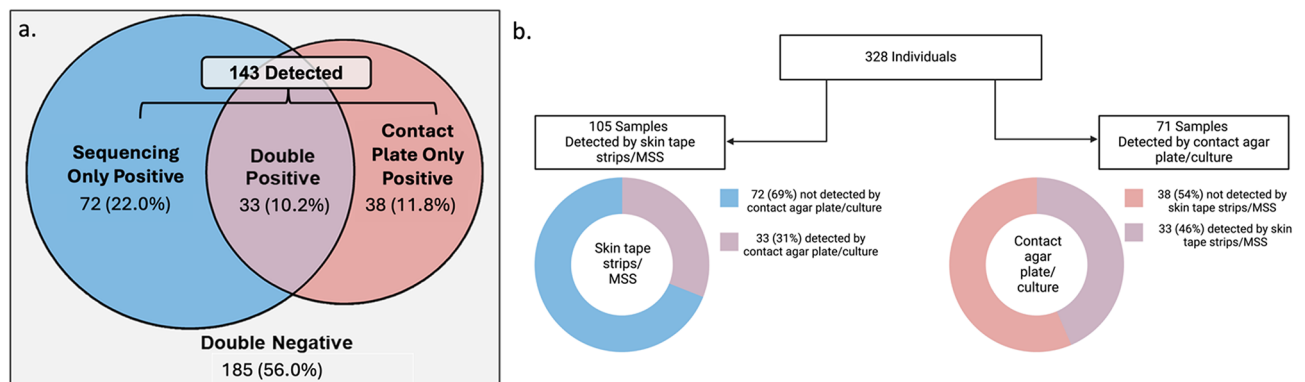 a.
143 Detected
Sequencing
Only Positive
72 (22.0%)
Double
Positive
33 (10.2%)
Contact
Plate Only
Positive
38 (11.8%)
Double Negative
185 (56.0%)
b.
328 Individuals
105 Samples
Detected by skin tape
strips/MSS
71 Samples
Detected by contact agar
plate/culture
Skin tape
strips/
MSS
72 (69%) not detected by
contact agar plate/culture
33 (31%) detected by
contact agar plate/culture
Contact
agar
plate/
culture
38 (54%) not detected by
skin tape strips/MSS
33 (46%) detected by skin
tape strips/MSS